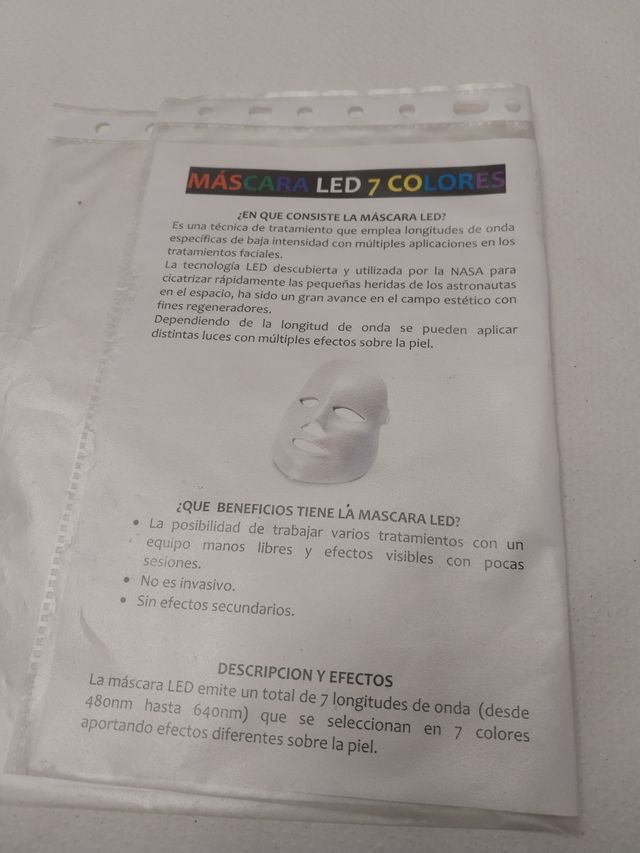 MÁSCARA LED 7 COLORES
¿EN QUE CONSISTE LA MÁSCARA LED?
Es una técnica de tratamiento que emplea longitudes de onda
específicas de baja intensidad con múltiples aplicaciones en los
tratamientos faciales.
La tecnología LED descubierta y utilizada por la NASA para
cicatrizar rápidamente las pequeñas heridas de los astronautas
en el espacio, ha sido un gran avance en el campo estético con
fines regeneradores.
Dependiendo de la longitud de onda se pueden aplicar
distintas luces con múltiples efectos sobre la piel.
¿QUE BENEFICIOS TIENE LA MASCARA LED?
• La posibilidad de trabajar varios tratamientos con un
equipo manos libres y efectos visibles con pocas
sesiones.
• No es invasivo.
• Sin efectos secundarios.
DESCRIPCION Y EFECTOS
La máscara LED emite un total de 7 longitudes de onda (desde
480nm hasta 640nm) que se seleccionan en 7 colores
aportando efectos diferentes sobre la piel.